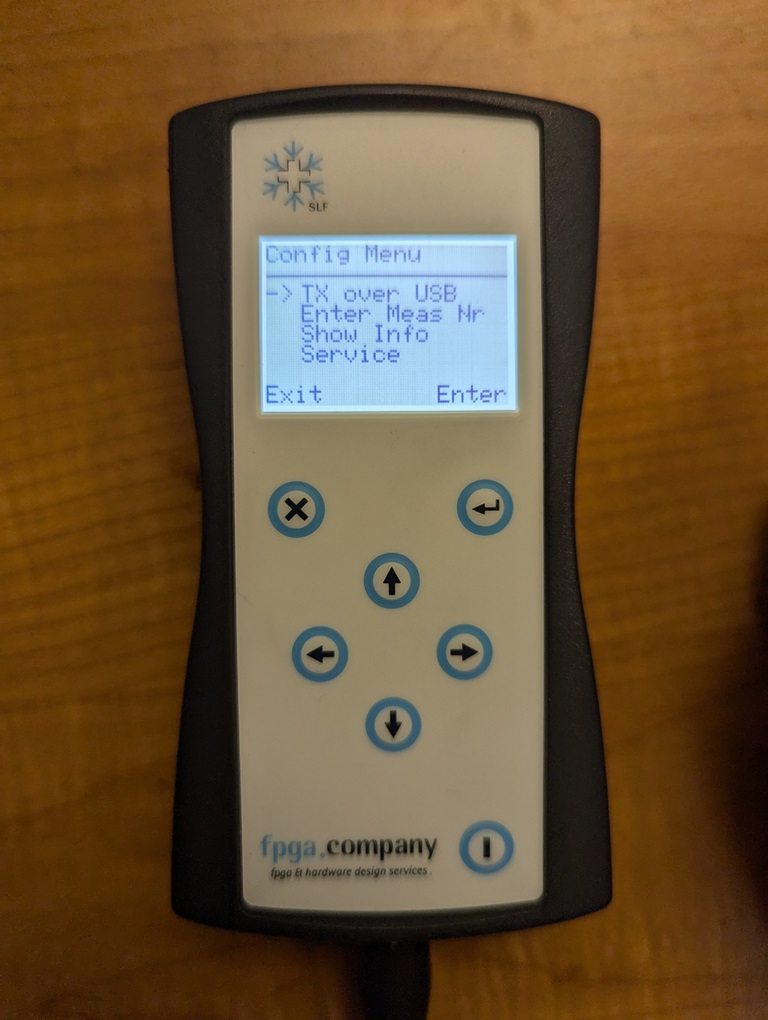 SLF
Config Menu
-> TX over USB
Enter Meas Nr
Show Info
Service
Exit Enter
fpga.company
fpga & hardware design services.